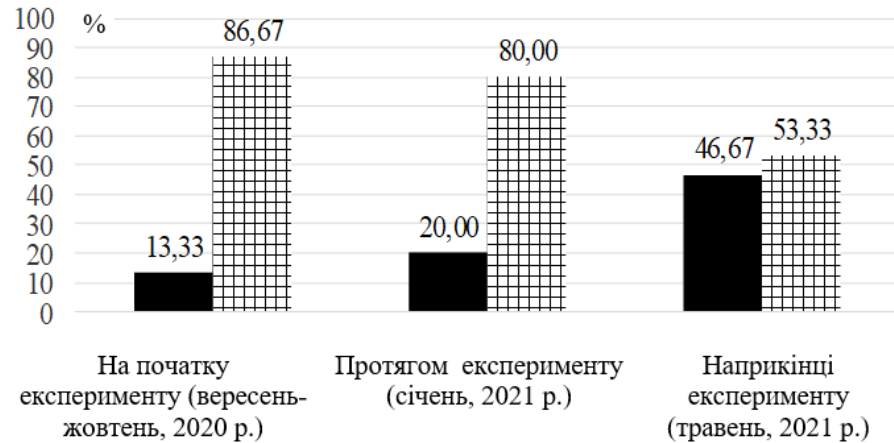 100
%
90
80
70
60
50
40
30
20
10
0
13,33
86,67
20,00
80,00
46,67
53,33
На початку
експерименту (вересень-
жовтень, 2020 р.)
Протягом експерименту
(січень, 2021 р.)
Наприкінці
експерименту
(травень, 2021 р.)